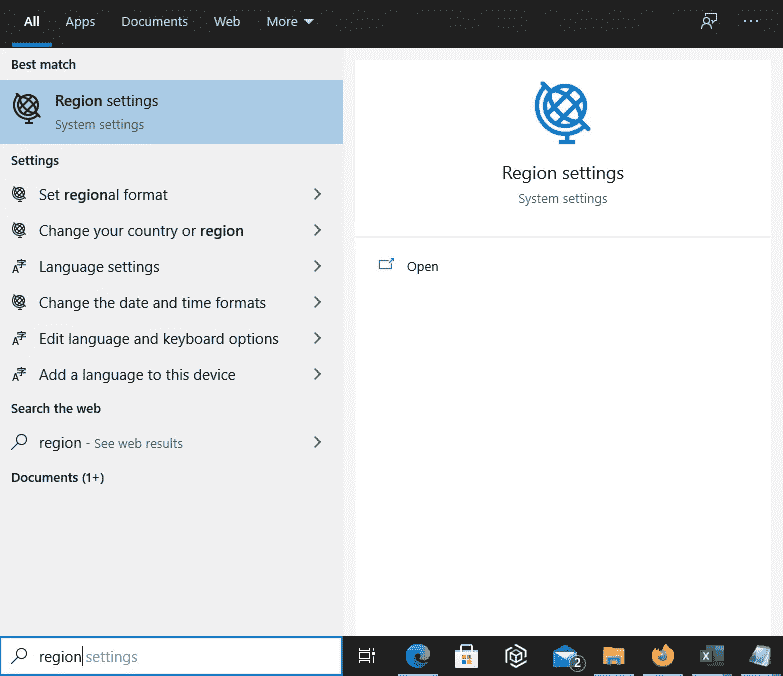 All Apps Documents Web More
Best match
Region settings
System settings
Settings
Set regional format
Change your country or region
Language settings
Change the date and time formats
Edit language and keyboard options
Add a language to this device
Search the web
region - See web results
Documents (1+)
Region settings
System settings
Open
region settings
2